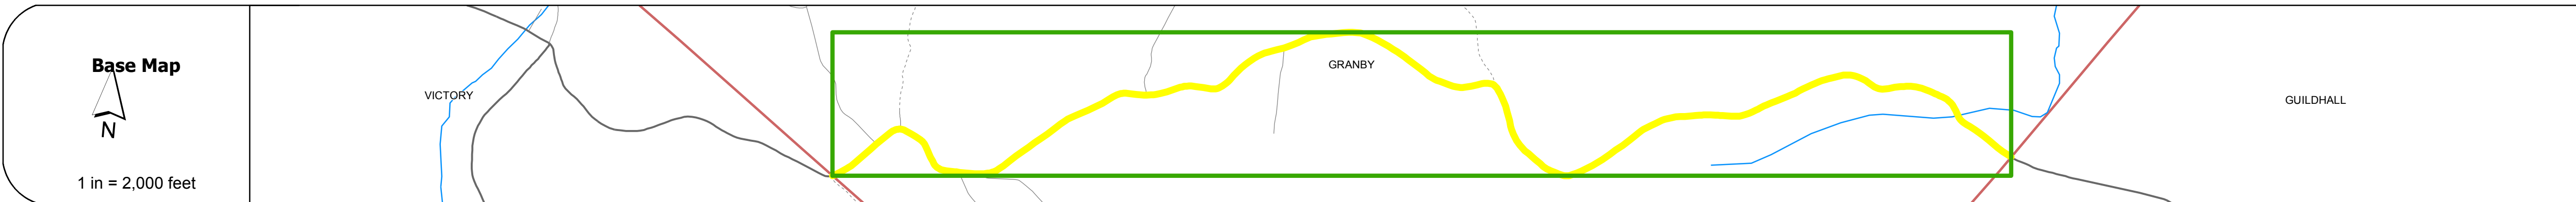 Base Map
N
1 in = 2,000 feet
VICTORY
GRANBY
GUILDHALL